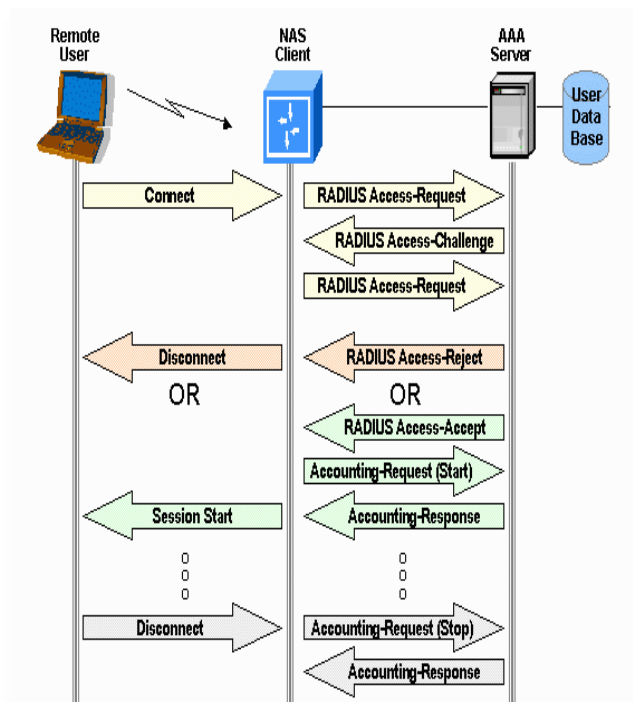 Remote
User
NAS
Client
AAA
Server
User
Data
Base
Connect
RADIUS Access-Request
RADIUS Access-Challenge
RADIUS Access-Request
Disconnect
RADIUS Access-Reject
OR
OR
RADIUS Access-Accept
Accounting-Request (Start)
Session Start
Accounting-Response
Disconnect
Accounting-Request (Stop)
Accounting-Response